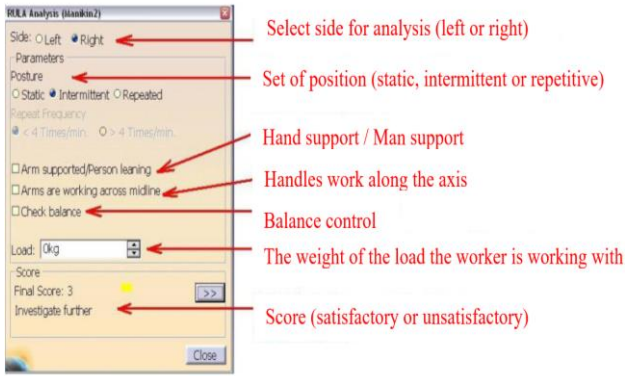 RULA Analysis (Manikin2)
Side: Left Right
Select side for analysis (left or right)
Parameters
Posture
Set of position (static, intermittent or repetitive)
Static Intermittent Repeated
Repeat Frequency
< 4 Times/min. > 4 Times/min.
Hand support / Man support
Arm supported/Person leaning
Handles work along the axis
Arms are working across midline
Check balance
Balance control
Load: 0kg
The weight of the load the worker is working with
Score
Final Score: 3
>>
Investigate further
Score (satisfactory or unsatisfactory)
Close